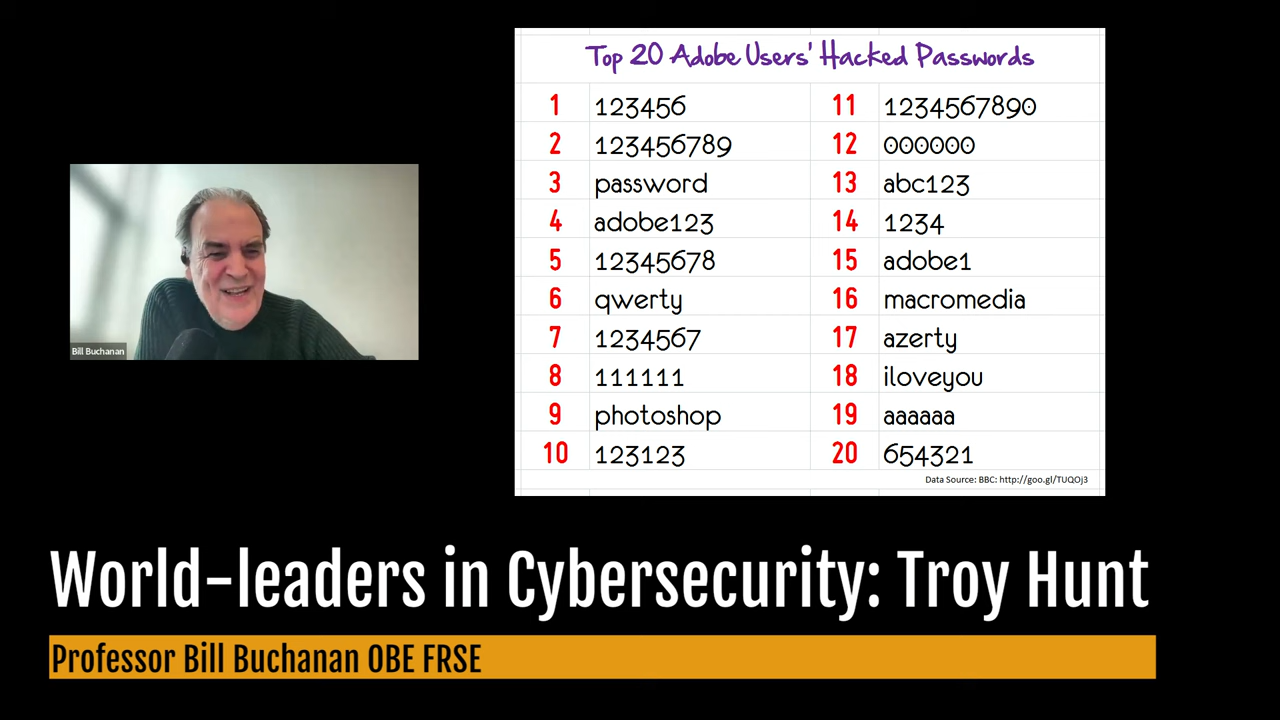 Top 20 Adobe Users' Hacked Passwords
1 123456 11 1234567890
2 123456789 12 000000
3 password 13 abc123
4 adobe123 14 1234
5 12345678 15 adobe1
6 qwerty 16 macromedia
7 1234567 17 azerty
8 111111 18 iloveyou
9 photoshop 19 aaaaaa
10 123123 20 654321
Data Source: BBC: http://goo.gl/TUQOj3
Bill Buchanan
World-leaders in Cybersecurity: Troy Hunt
Professor Bill Buchanan OBE FRSE